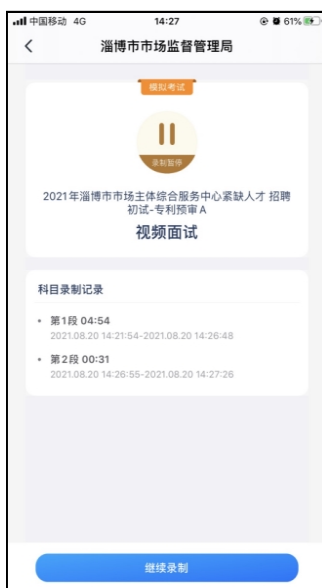 中国移动 4G 14:27 61%
淄博市市场监督管理局
模拟考试
录制暂停
2021年淄博市市场主体综合服务中心紧缺人才 招聘
初试-专利预审A
视频面试
科目录制记录
• 第1段 04:54
2021.08.20 14:21:54-2021.08.20 14:26:48
• 第2段 00:31
2021.08.20 14:26:55-2021.08.20 14:27:26
继续录制